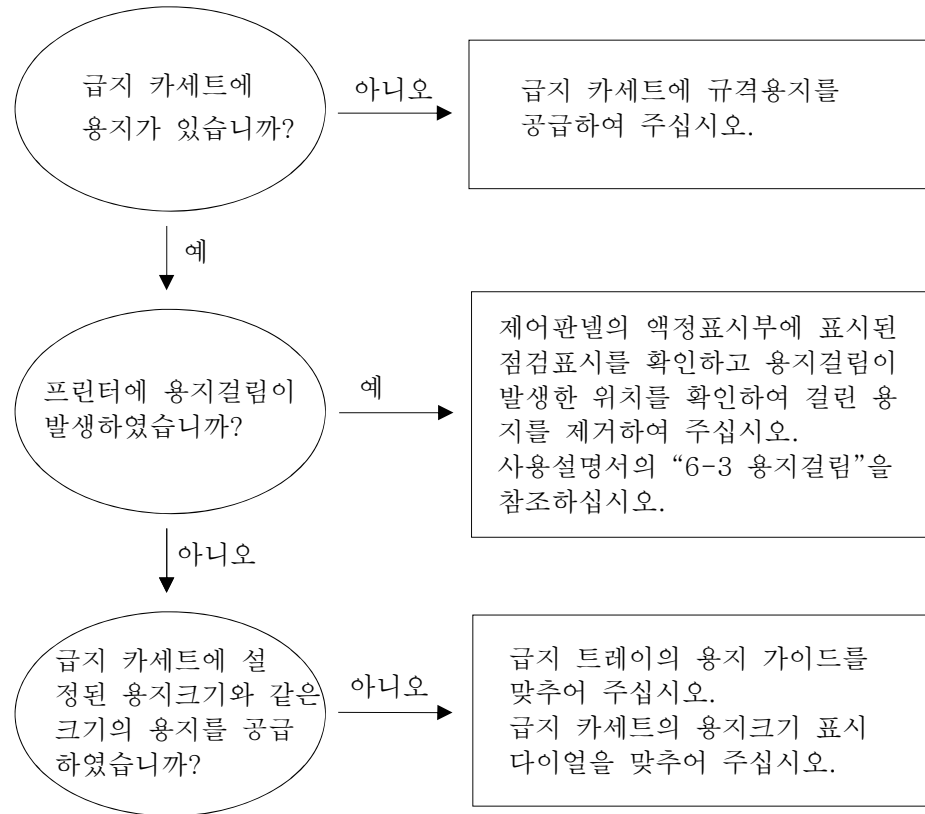 급지 카세트에
용지가 있습니까?
아니오
급지 카세트에 규격용지를
공급하여 주십시오.
예
프린터에 용지걸림이
발생하였습니까?
예
제어판넬의 액정표시부에 표시된
점검표시를 확인하고 용지걸림이
발생한 위치를 확인하여 걸린 용
지를 제거하여 주십시오.
사용설명서의 “6-3 용지걸림”을
참조하십시오.
아니오
급지 카세트에 설
정된 용지크기와 같은
크기의 용지를 공급
하였습니까?
아니오
급지 트레이의 용지 가이드를
맞추어 주십시오.
급지 카세트의 용지크기 표시
다이얼을 맞추어 주십시오.